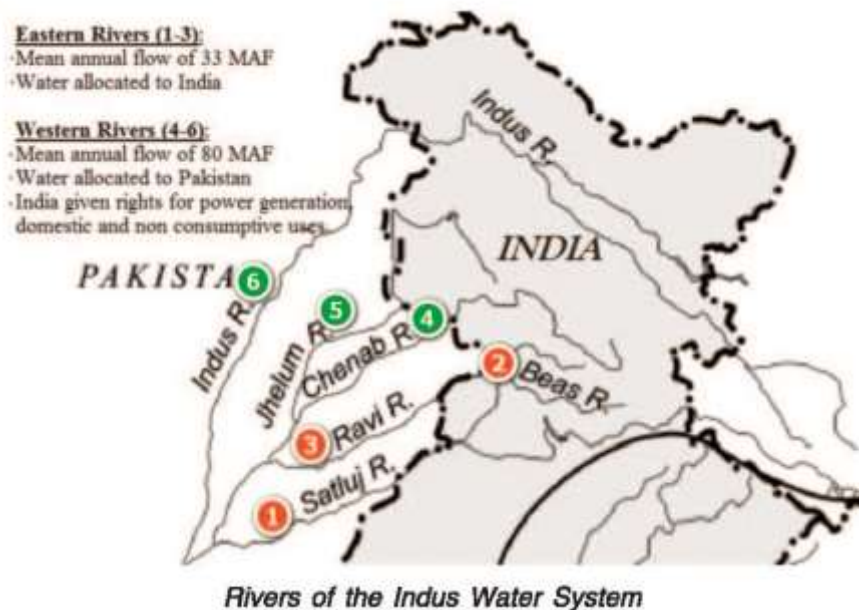 Eastern Rivers (1-3):
·Mean annual flow of 33 MAF
·Water allocated to India
Western Rivers (4-6):
·Mean annual flow of 80 MAF
·Water allocated to Pakistan
·India given rights for power generation,
domestic and non consumptive uses
Indus R.
INDIA
PAKISTA
6
5
4
Indus R.
Jhelum R.
Chenab R.
2
Beas R.
3
Ravi R.
Satluj R.
1
Rivers of the Indus Water System